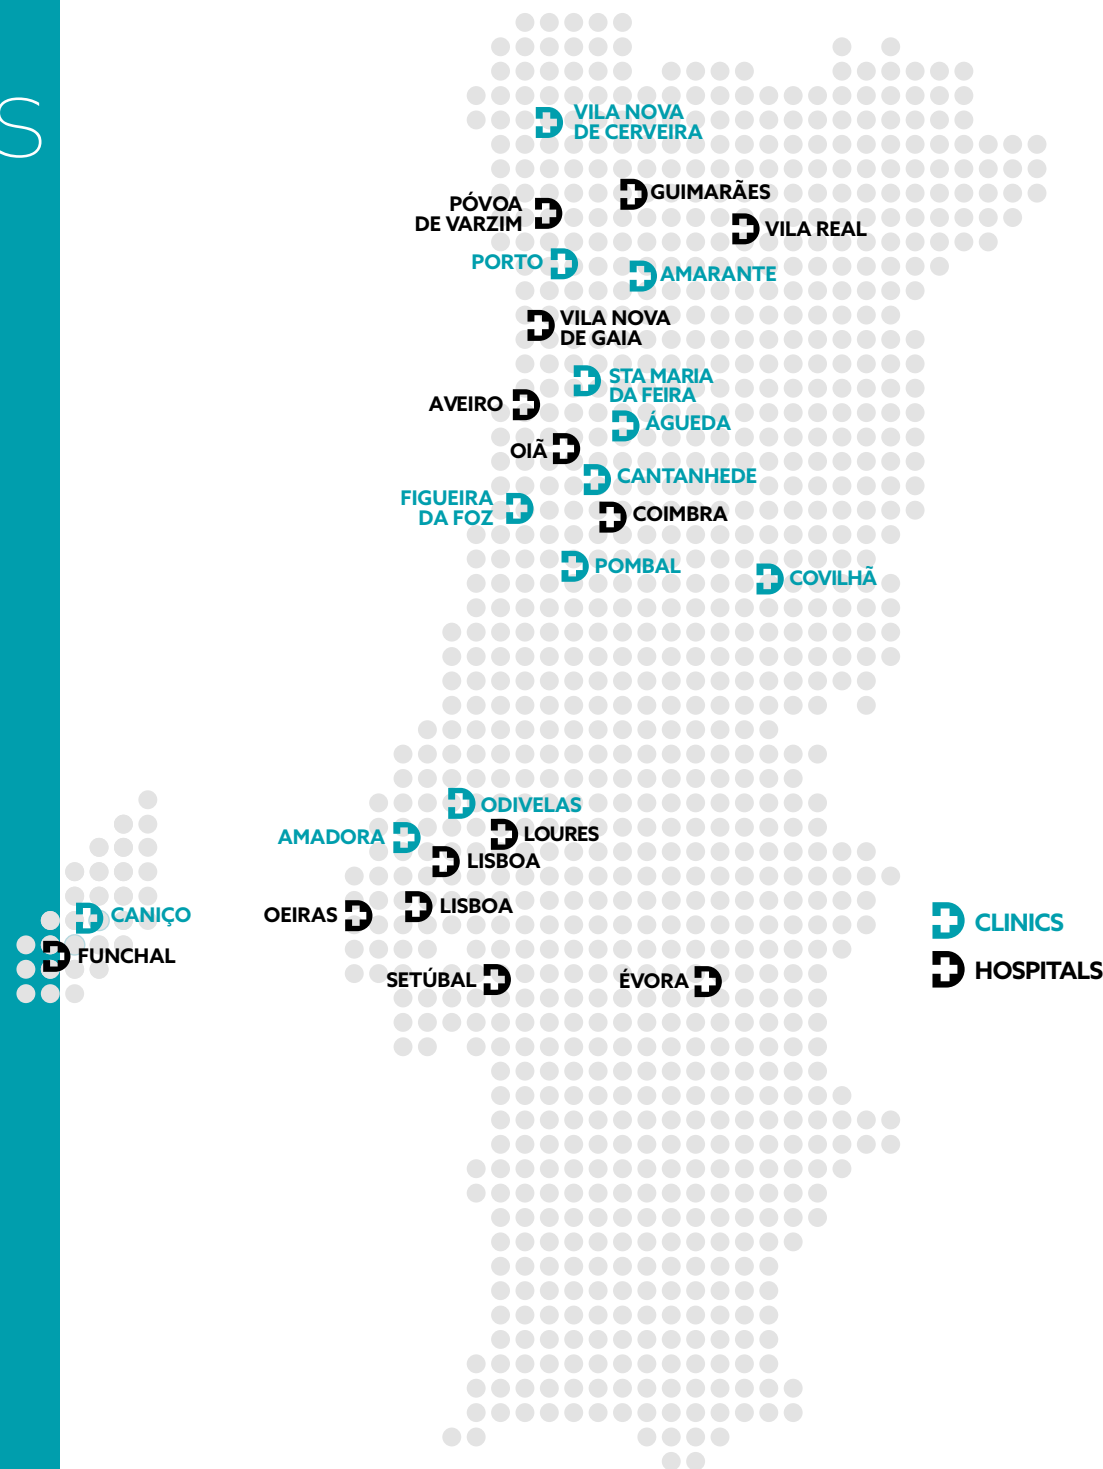 S
VILA NOVA
DE CERVEIRA
GUIMARÃES
PÓVOA
DE VARZIM
VILA REAL
PORTO
AMARANTE
VILA NOVA
DE GAIA
STA MARIA
DA FEIRA
AVEIRO
ÁGUEDA
OIÃ
CANTANHEDE
FIGUEIRA
DA FOZ
COIMBRA
POMBAL
COVILHÃ
ODIVELAS
AMADORA
LOURES
LISBOA
CANIÇO
OEIRAS
LISBOA
CLINICS
FUNCHAL
HOSPITALS
SETÚBAL
ÉVORA